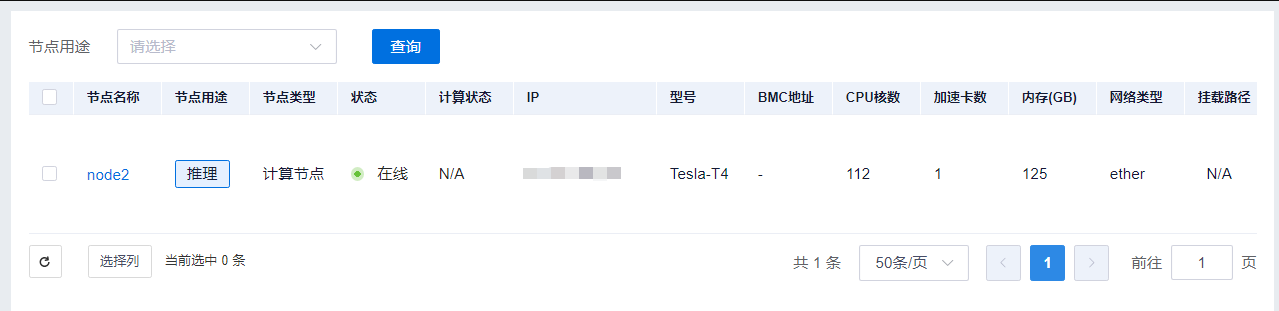 节点用途 请选择 查询
节点名称 节点用途 节点类型 状态 计算状态 IP 型号 BMC地址 CPU核数 加速卡数 内存(GB) 网络类型 挂载路径
node2 推理 计算节点 在线 N/A Tesla-T4 - 112 1 125 ether N/A
选择列 当前选中 0 条 共 1 条 50条/页 1 前往 1 页